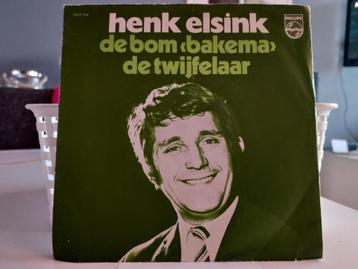 henk elsink
PHILIPS
de bom ‹bakema›
de twijfelaar